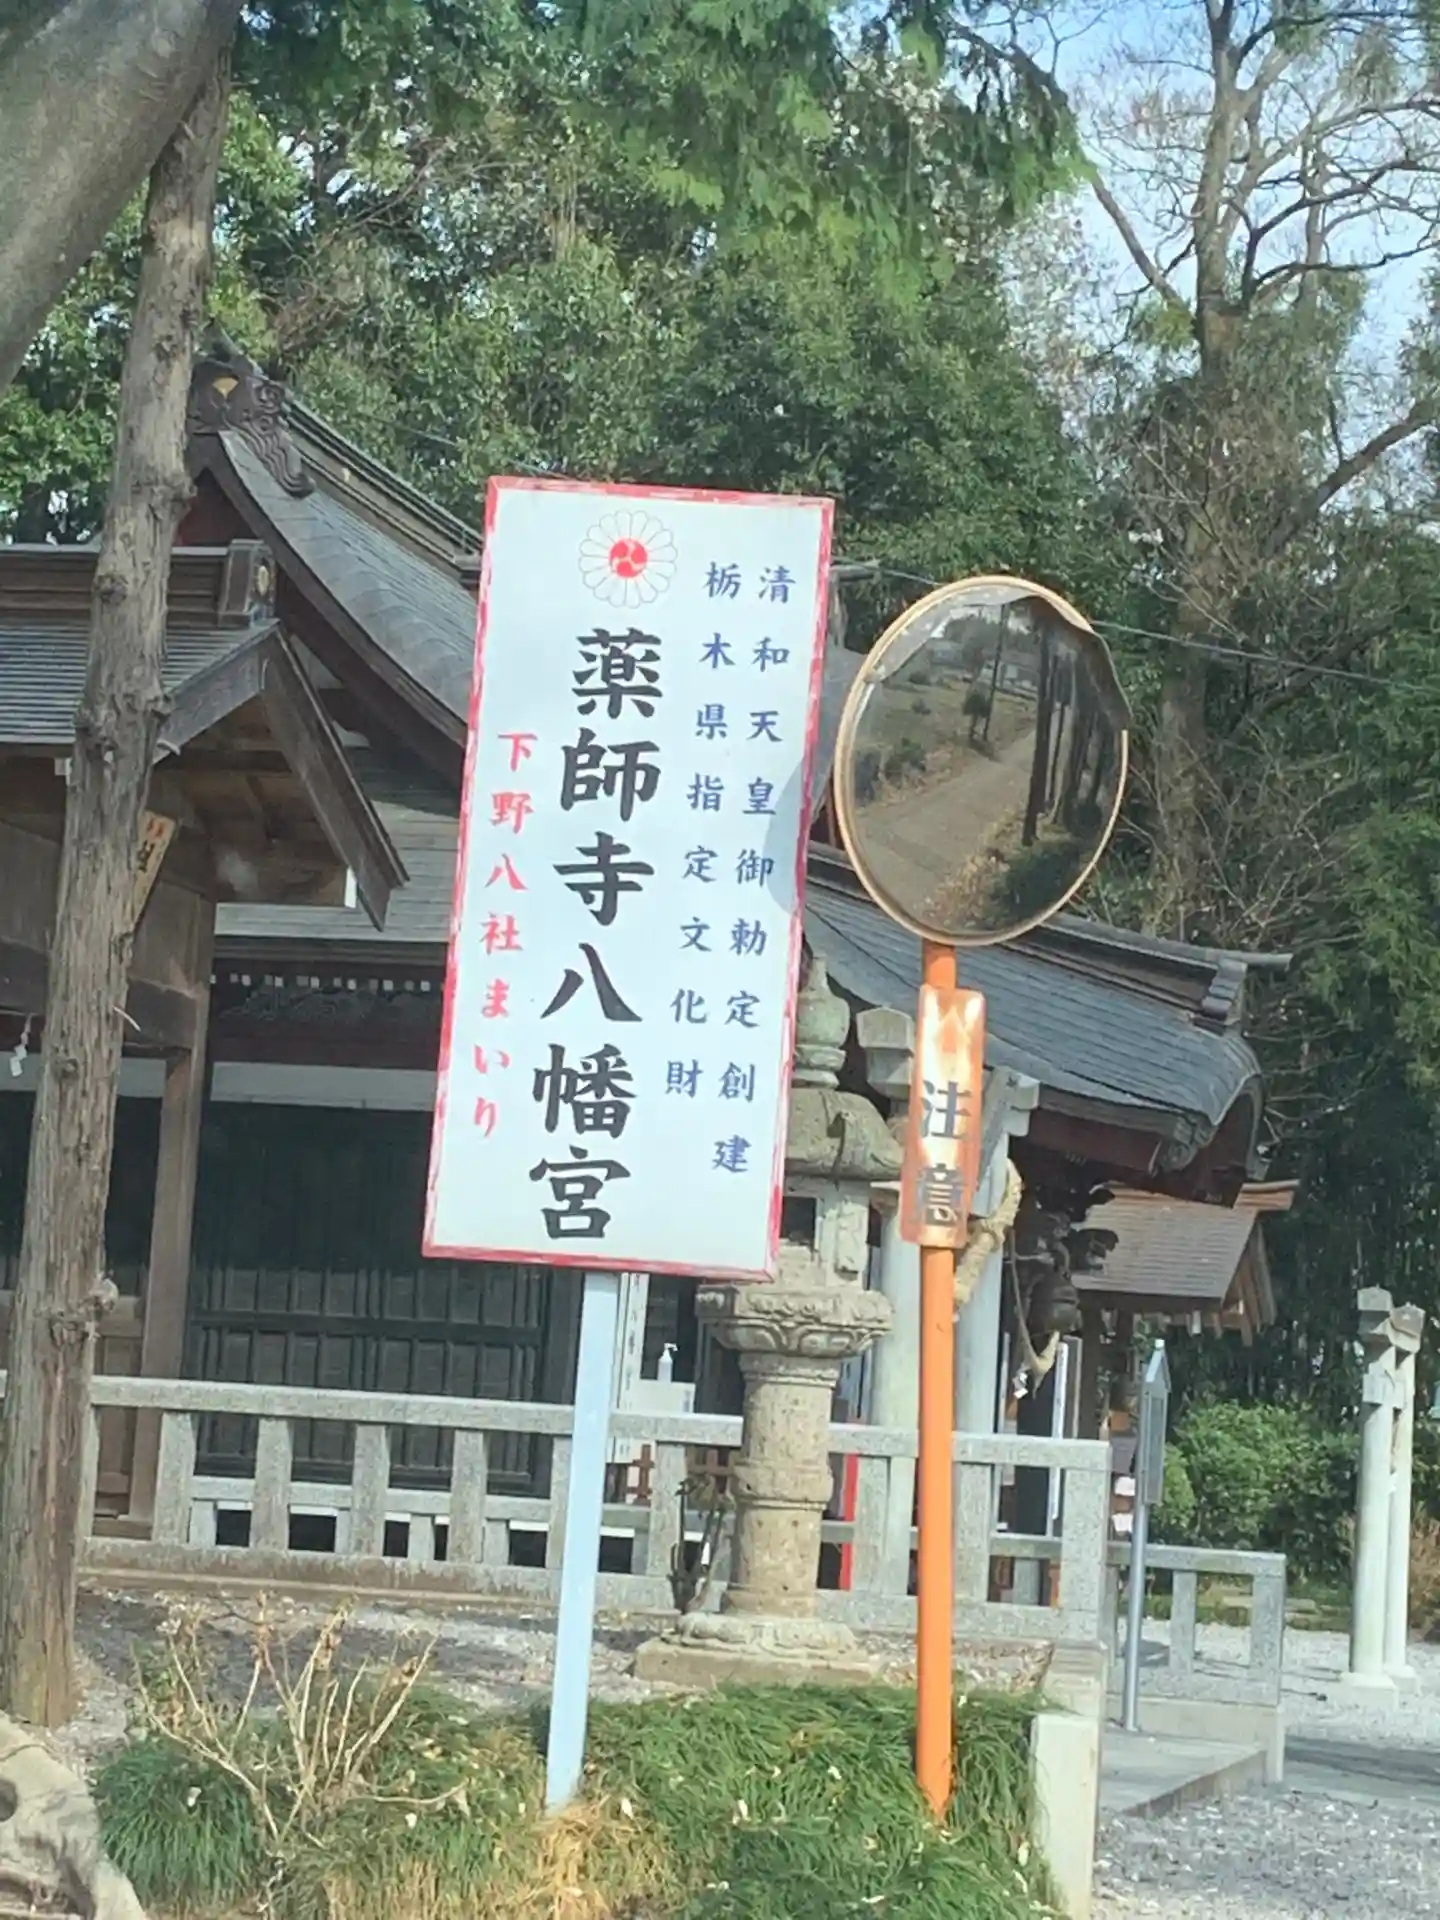 清和天皇御勅定創建
栃木県指定文化財
薬師寺八幡宮
下野八社まいり
注意